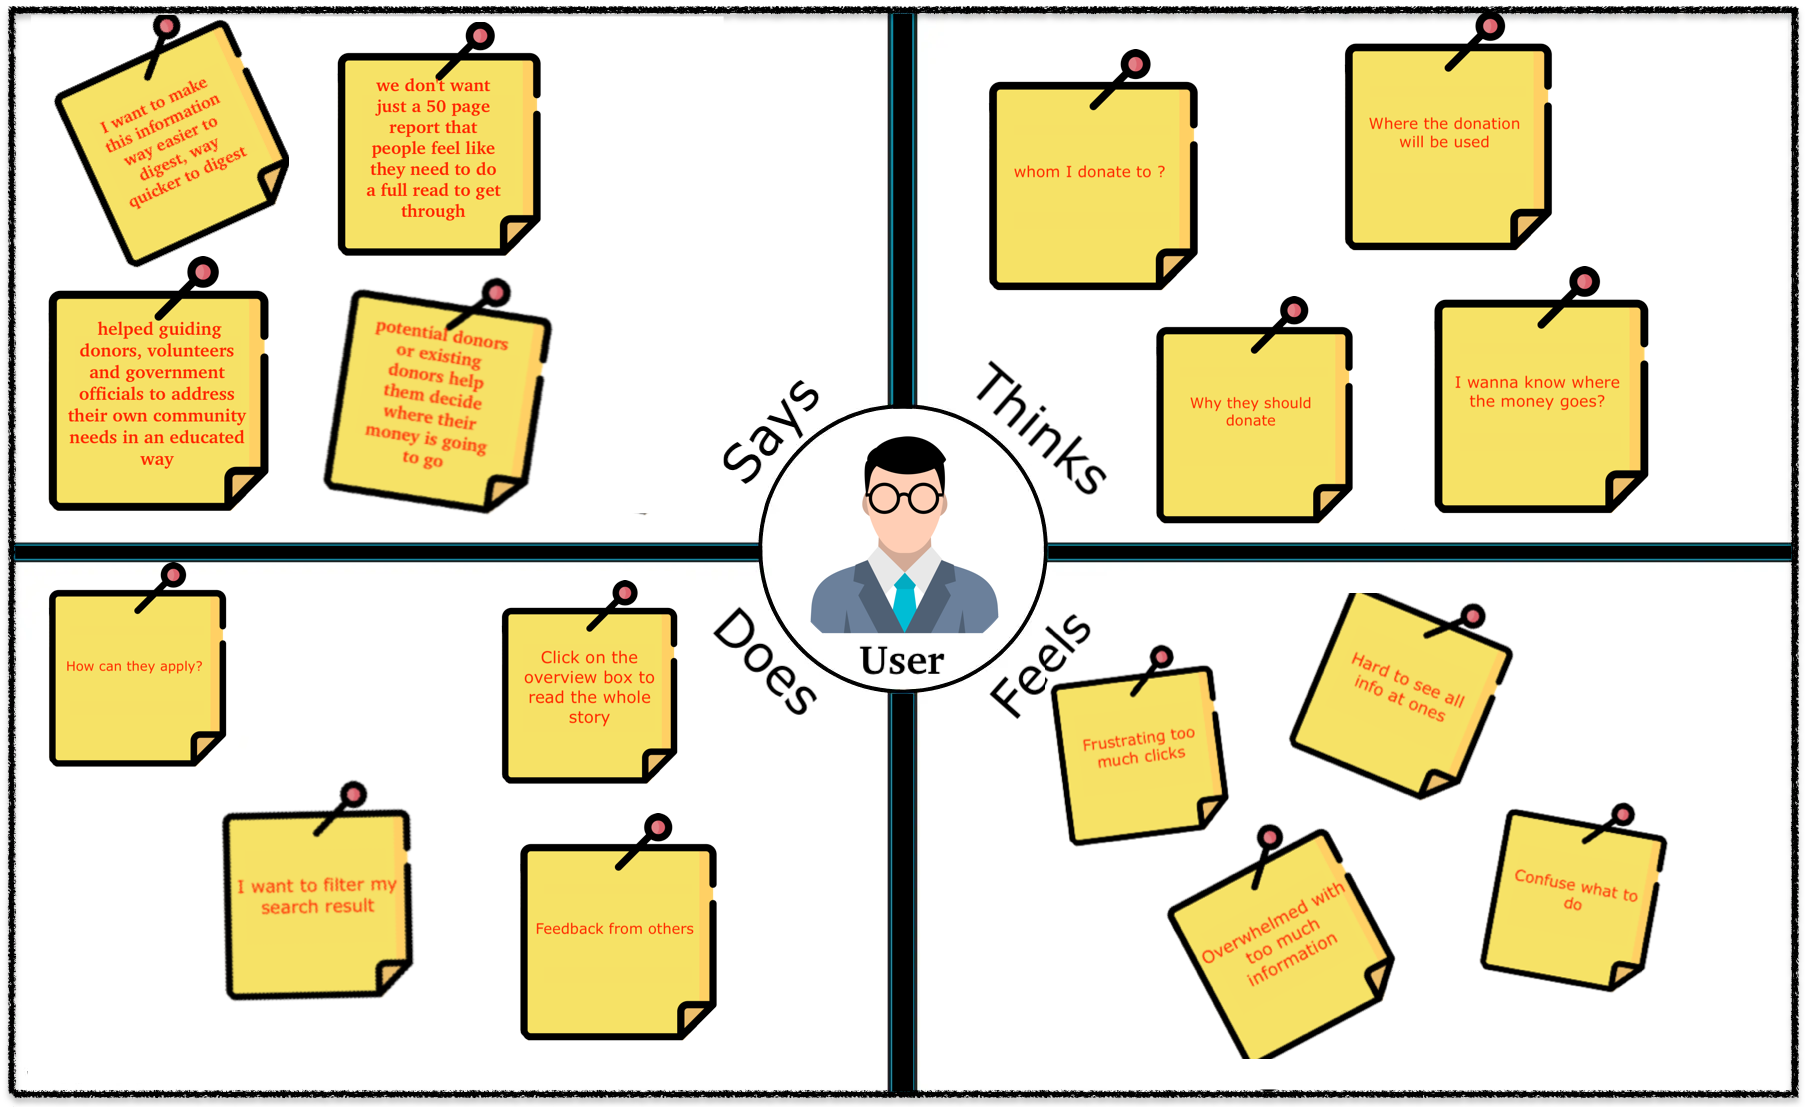 I want to make
this information
way easier to
digest, way
quicker to digest
we don't want
just a 50 page
report that
people feel like
they need to do
a full read to get
through
helped guiding
donors, volunteers
and government
officials to address
their own community
needs in an educated
way
potential donors
or existing
donors help
them decide
where their
money is going
to go
Says
whom I donate to ?
Where the donation
will be used
Why they should
donate
I wanna know where
the money goes?
Thinks
User
How can they apply?
Click on the
overview box to
read the whole
story
I want to filter my
search result
Feedback from others
Does
Feels
Frustrating too
much clicks
Hard to see all
info at ones
Overwhelmed with
too much
information
Confuse what to
do